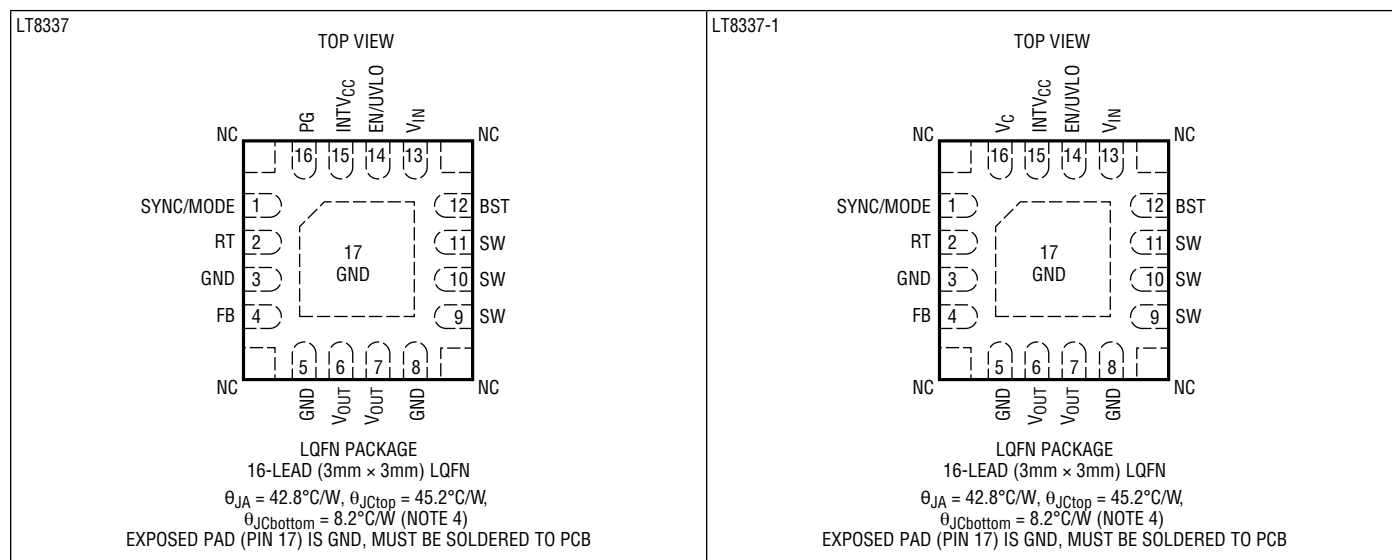 LT8337
TOP VIEW
PG
INTVCC
EN/UVLO
VIN
NC
NC
16
15
14
13
SYNC/MODE
1
12
BST
RT
2
11
SW
17
GND
GND
3
10
SW
FB
4
9
SW
5
6
7
8
NC
NC
GND
VOUT
VOUT
GND
LQFN PACKAGE
16-LEAD (3mm × 3mm) LQFN
θJA = 42.8°C/W, θJCtop = 45.2°C/W,
θJCbottom = 8.2°C/W (NOTE 4)
EXPOSED PAD (PIN 17) IS GND, MUST BE SOLDERED TO PCB
LT8337-1
TOP VIEW
VC
INTVCC
EN/UVLO
VIN
NC
NC
16
15
14
13
SYNC/MODE
1
12
BST
RT
2
11
SW
17
GND
GND
3
10
SW
FB
4
9
SW
5
6
7
8
NC
NC
GND
VOUT
VOUT
GND
LQFN PACKAGE
16-LEAD (3mm × 3mm) LQFN
θJA = 42.8°C/W, θJCtop = 45.2°C/W,
θJCbottom = 8.2°C/W (NOTE 4)
EXPOSED PAD (PIN 17) IS GND, MUST BE SOLDERED TO PCB